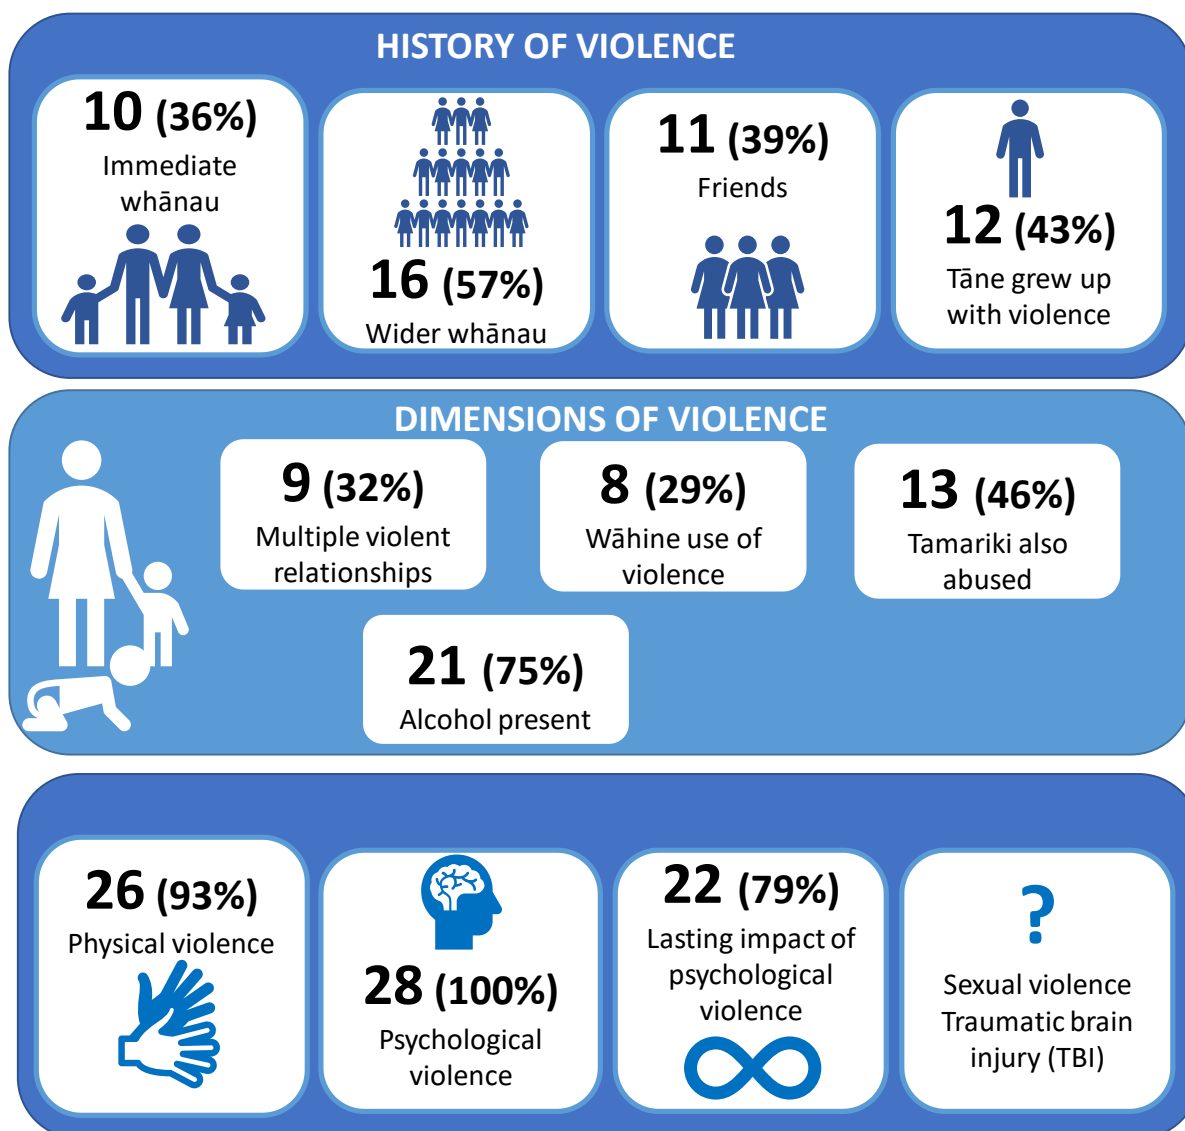 HISTORY OF VIOLENCE
10 (36%)
Immediate
whānau
16 (57%)
Wider whānau
11 (39%)
Friends
12 (43%)
Tāne grew up
with violence
DIMENSIONS OF VIOLENCE
9 (32%)
Multiple violent
relationships
8 (29%)
Wāhine use of
violence
13 (46%)
Tamariki also
abused
21 (75%)
Alcohol present
26 (93%)
Physical violence
28 (100%)
Psychological
violence
22 (79%)
Lasting impact of
psychological
violence
?
Sexual violence
Traumatic brain
injury (TBI)